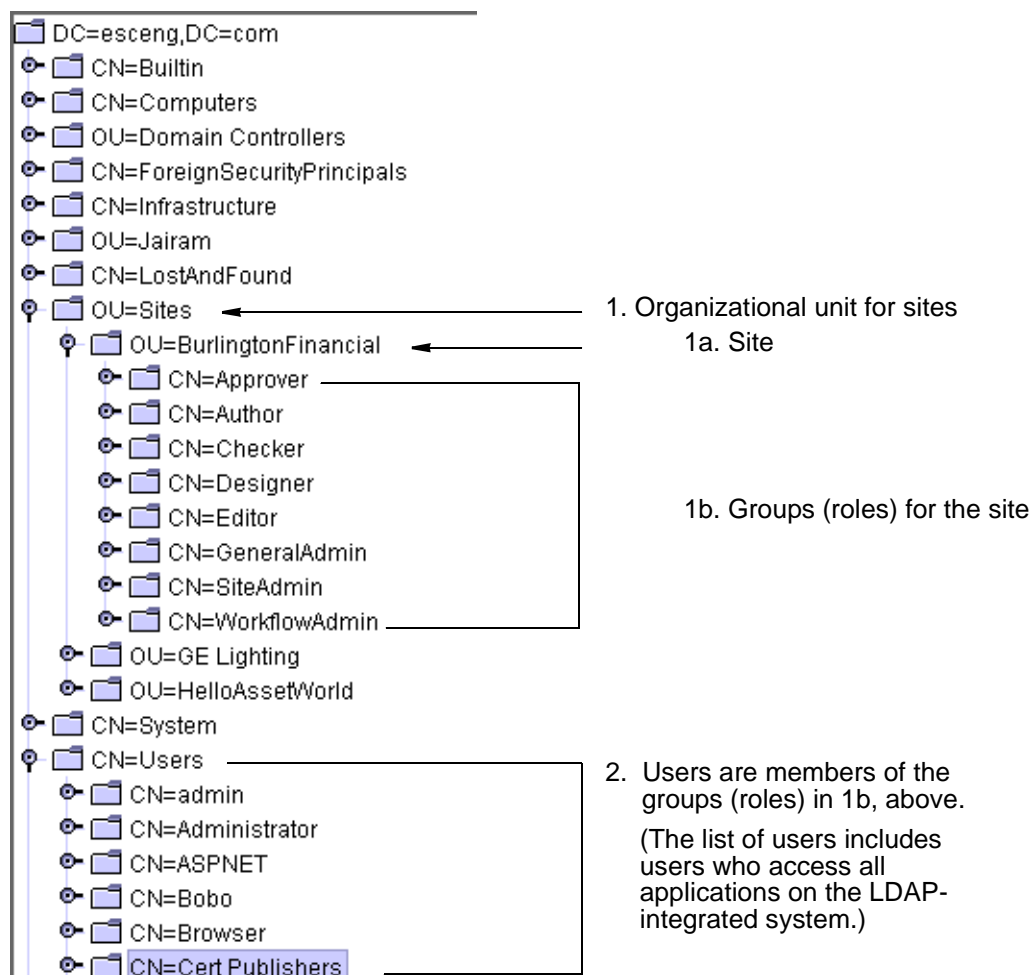 DC=esceng,DC=com
CN=Builtin
CN=Computers
OU=Domain Controllers
CN=ForeignSecurityPrincipals
CN=Infrastructure
OU=Jairam
CN=LostAndFound
OU=Sites
1. Organizational unit for sites
OU=BurlingtonFinancial
1a. Site
CN=Approver
CN=Author
CN=Checker
CN=Designer
CN=Editor
1b. Groups (roles) for the site
CN=GeneralAdmin
CN=SiteAdmin
CN=WorkflowAdmin
OU=GE Lighting
OU=HelloAssetWorld
CN=System
CN=Users
CN=admin
CN=Administrator
CN=ASPNET
CN=Bobo
CN=Browser
CN=Cert Publishers
2. Users are members of the
groups (roles) in 1b, above.
(The list of users includes
users who access all
applications on the LDAP-
integrated system.)